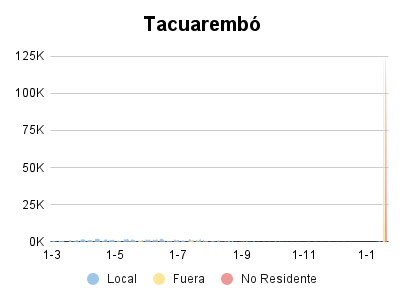 Tacuarembó
125K
100K
75K
50K
25K
0K
1-3 1-5 1-7 1-9 1-11 1-1
Local Fuera No Residente